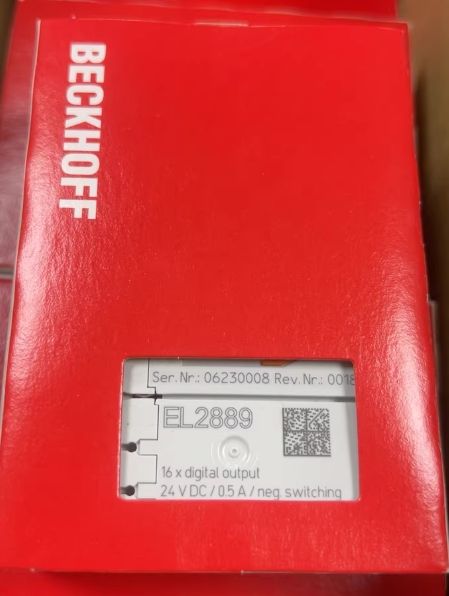 BECKHOFF
Ser. Nr.: 06230008 Rev. Nr.: 0018
EL2889
16 x digital output
24 V DC / 0.5 A / neg. switching